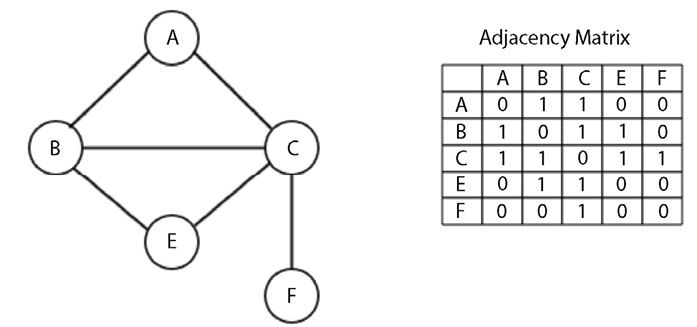 A
B
C
E
F
Adjacency Matrix
A B C E F
A 0 1 1 0 0
B 1 0 1 1 0
C 1 1 0 1 1
E 0 1 1 0 0
F 0 0 1 0 0